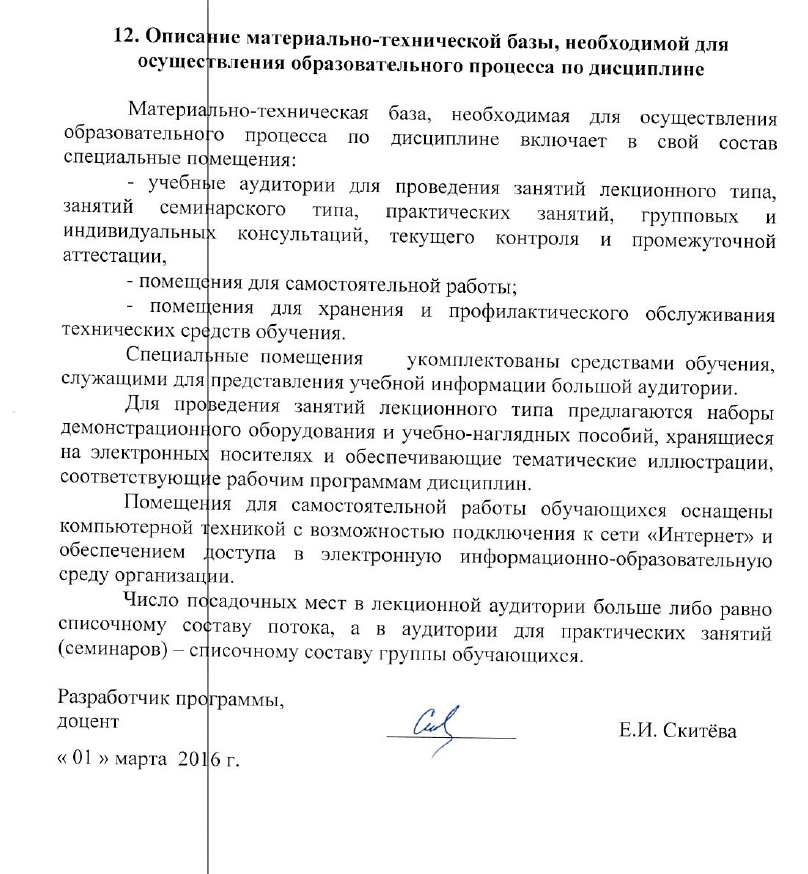 12. Описание материально-технической базы, необходимой для
осуществления образовательного процесса по дисциплине
Материально-техническая база, необходимая для осуществления
образовательного процесса по дисциплине включает в свой состав
специальные помещения:
- учебные аудитории для проведения занятий лекционного типа,
занятий семинарского типа, практических занятий, групповых и
индивидуальных консультаций, текущего контроля и промежуточной
аттестации,
- помещения для самостоятельной работы;
- помещения для хранения и профилактического обслуживания
технических средств обучения.
Специальные помещения укомплектованы средствами обучения,
служащими для представления учебной информации большой аудитории.
Для проведения занятий лекционного типа предлагаются наборы
демонстрационного оборудования и учебно-наглядных пособий, хранящиеся
на электронных носителях и обеспечивающие тематические иллюстрации,
соответствующие рабочим программам дисциплин.
Помещения для самостоятельной работы обучающихся оснащены
компьютерной техникой с возможностью подключения к сети «Интернет» и
обеспечением доступа в электронную информационно-образовательную
среду организации.
Число посадочных мест в лекционной аудитории больше либо равно
списочному составу потока, а в аудитории для практических занятий
(семинаров) – списочному составу группы обучающихся.
Разработчик программы,
доцент Е.И. Скитёва
« 01 » марта 2016 г.